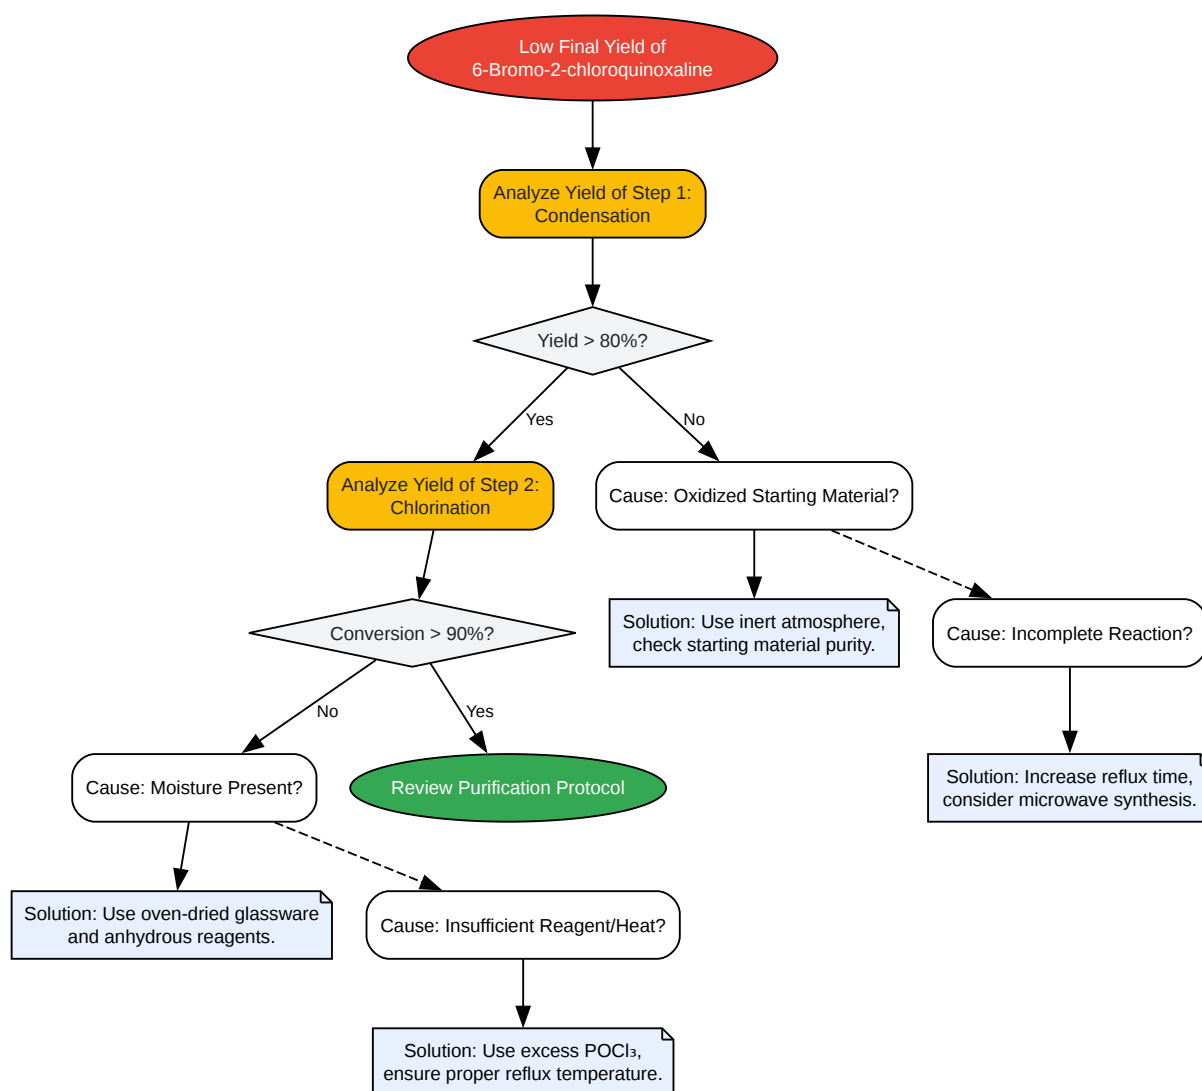 Low Final Yield of
6-Bromo-2-chloroquinoxaline
Analyze Yield of Step 1:
Condensation
Yield > 80%?
Yes
No
Analyze Yield of Step 2:
Chlorination
Cause: Oxidized Starting Material?
Conversion > 90%?
Solution: Use inert atmosphere,
check starting material purity.
Cause: Incomplete Reaction?
No
Yes
Cause: Moisture Present?
Review Purification Protocol
Solution: Increase reflux time,
consider microwave synthesis.
Solution: Use oven-dried glassware
and anhydrous reagents.
Cause: Insufficient Reagent/Heat?
Solution: Use excess POCl₃,
ensure proper reflux temperature.